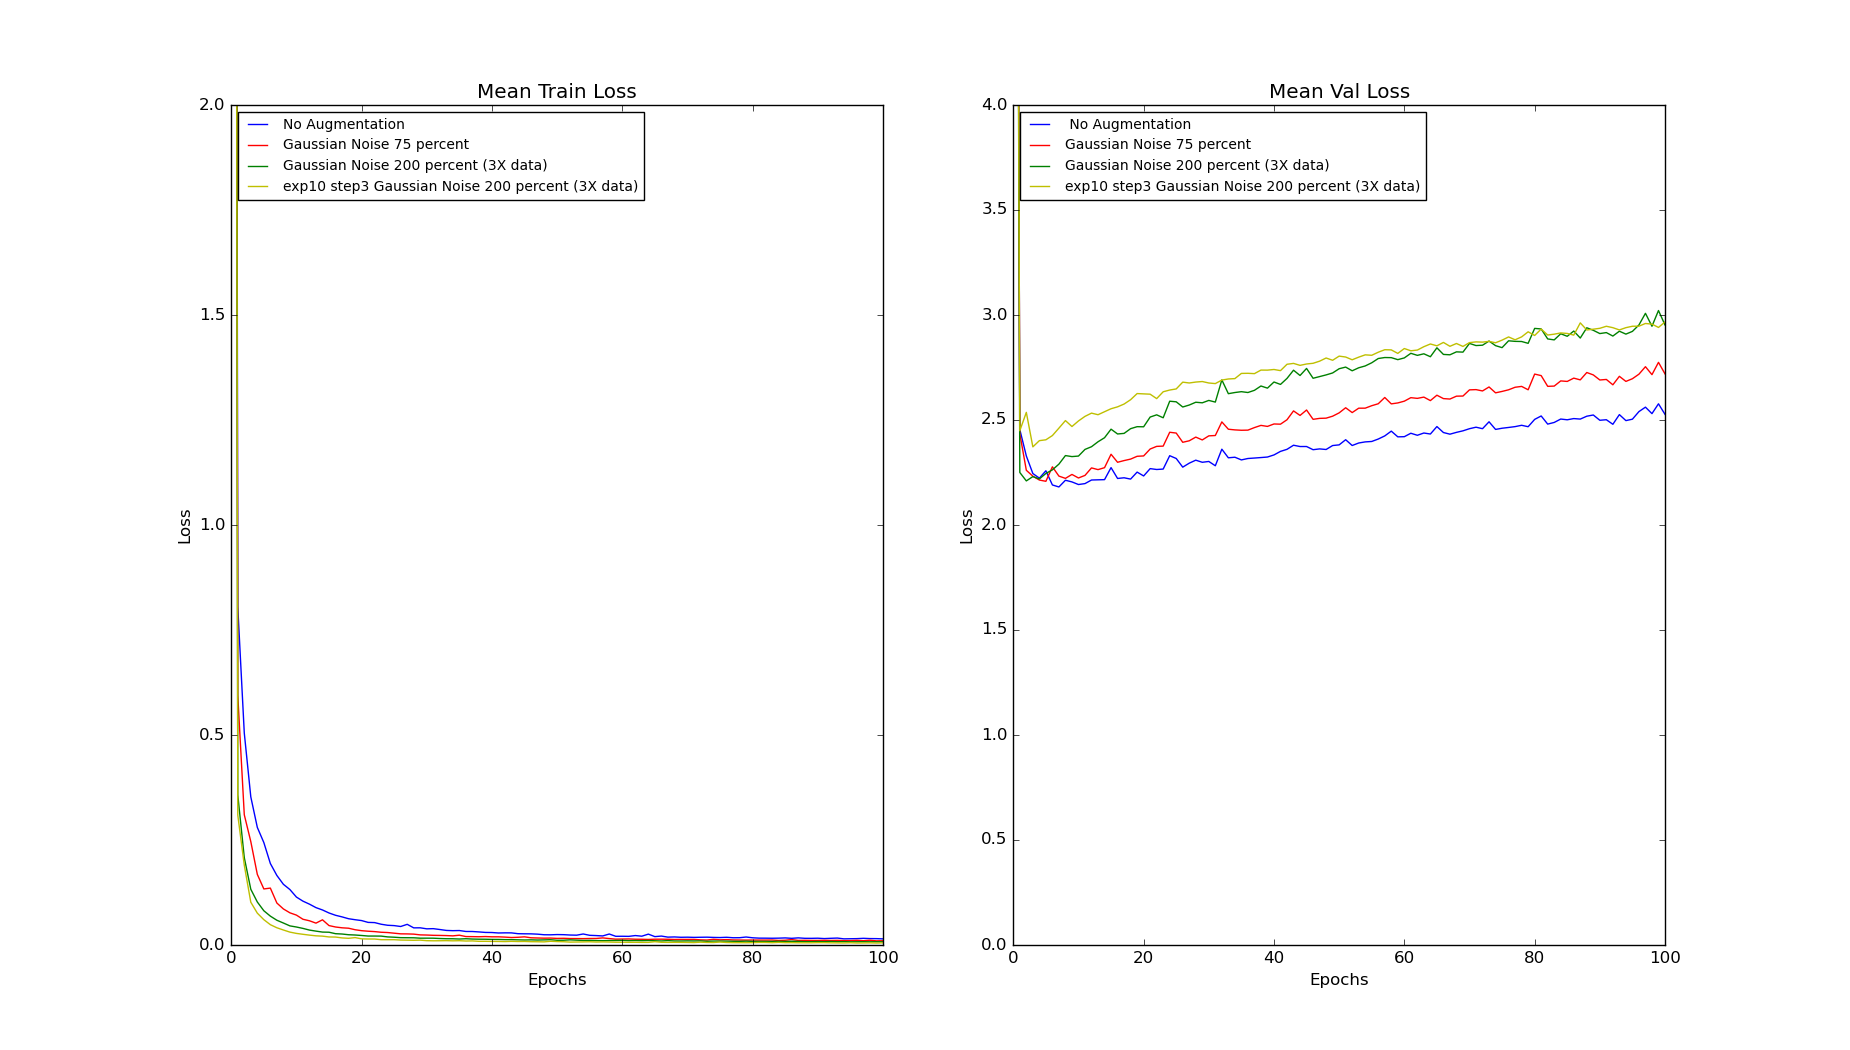 Mean Train Loss
2.0
1.5
1.0
0.5
0.0
Loss
No Augmentation
Gaussian Noise 75 percent
Gaussian Noise 200 percent (3X data)
exp10 step3 Gaussian Noise 200 percent (3X data)
0 20 40 60 80 100
Epochs
Mean Val Loss
4.0
3.5
3.0
2.5
2.0
1.5
1.0
0.5
0.0
Loss
No Augmentation
Gaussian Noise 75 percent
Gaussian Noise 200 percent (3X data)
exp10 step3 Gaussian Noise 200 percent (3X data)
0 20 40 60 80 100
Epochs